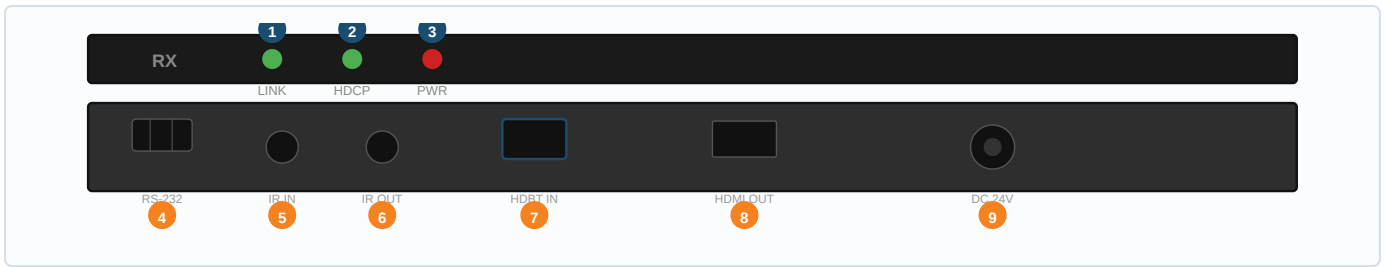 1 2 3
RX
LINK HDCP PWR
RS-232 IR IN IR OUT HDBT IN HDMI OUT DC 24V
4 5 6 7 8 9